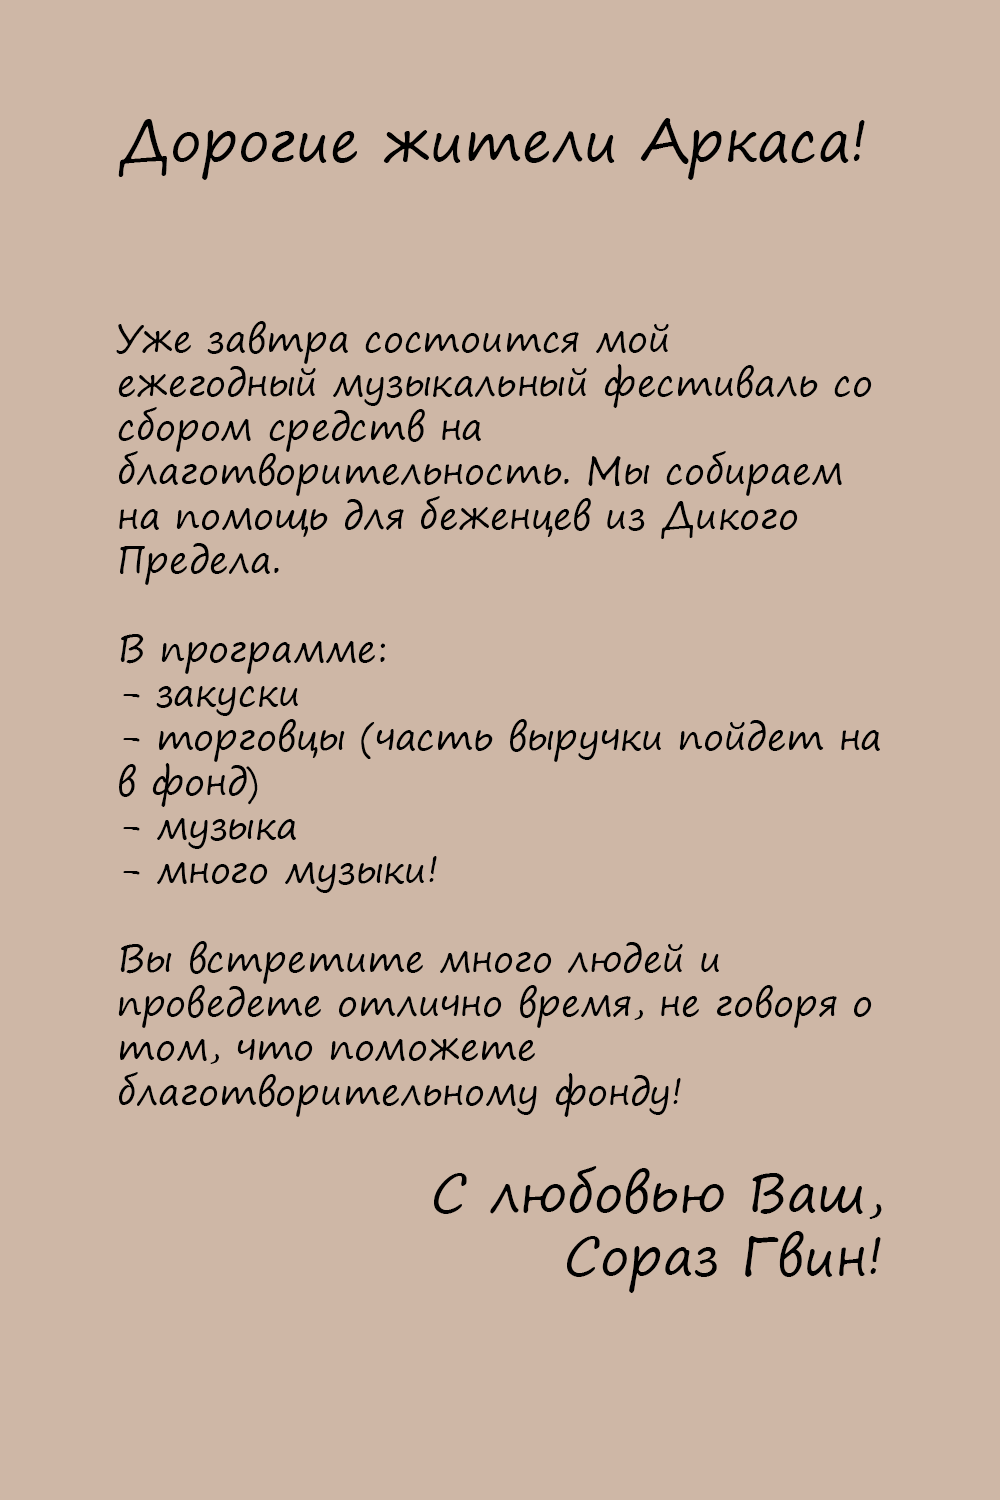 Дорогие жители Аркаса!
Уже завтра состоится мой
ежегодный музыкальный фестиваль со
сбором средств на
благотворительность. Мы собираем
на помощь для беженцев из Дикого
Предела.
В программе:
- закуски
- торговцы (часть выручки пойдет на
в фонд)
- музыка
- много музыки!
Вы встретите много людей и
проведете отлично время, не говоря о
том, что поможете
благотворительному фонду!
С любовью Ваш,
Сораз Гвин!